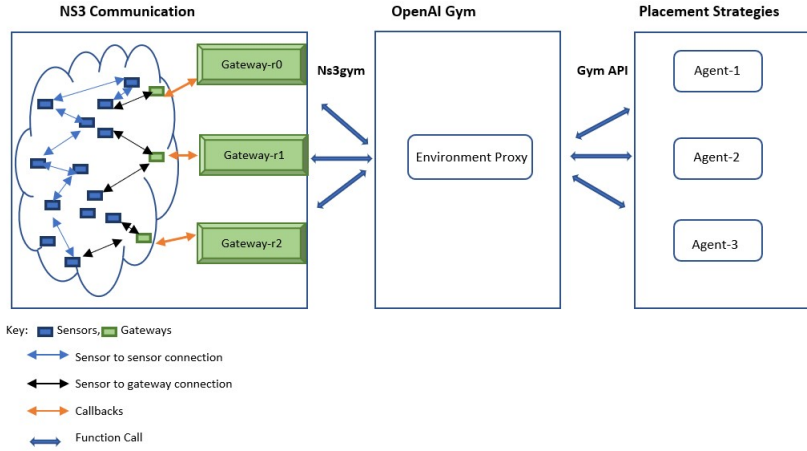 NS3 Communication
OpenAI Gym
Placement Strategies
Gateway-r0
Ns3gym
Gym API
Agent-1
Gateway-r1
Environment Proxy
Agent-2
Gateway-r2
Agent-3
Key: Sensors, Gateways
Sensor to sensor connection
Sensor to gateway connection
Callbacks
Function Call